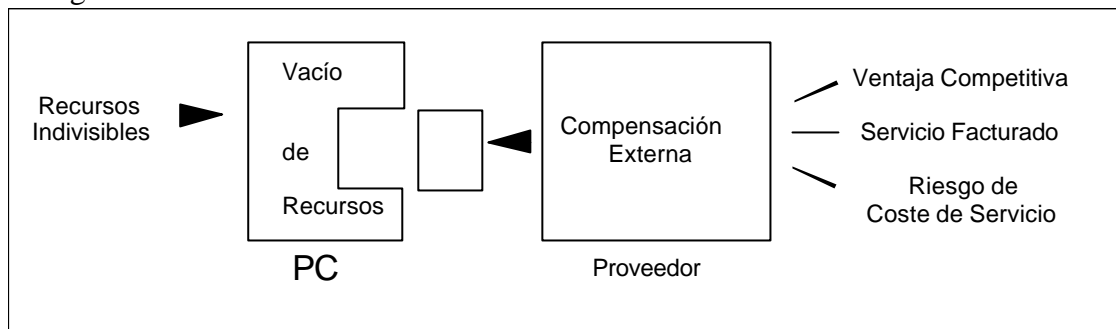 Recursos
Indivisibles
Vacío
de
Recursos
PC
Compensación
Externa
Proveedor
Ventaja Competitiva
Servicio Facturado
Riesgo de
Coste de Servicio